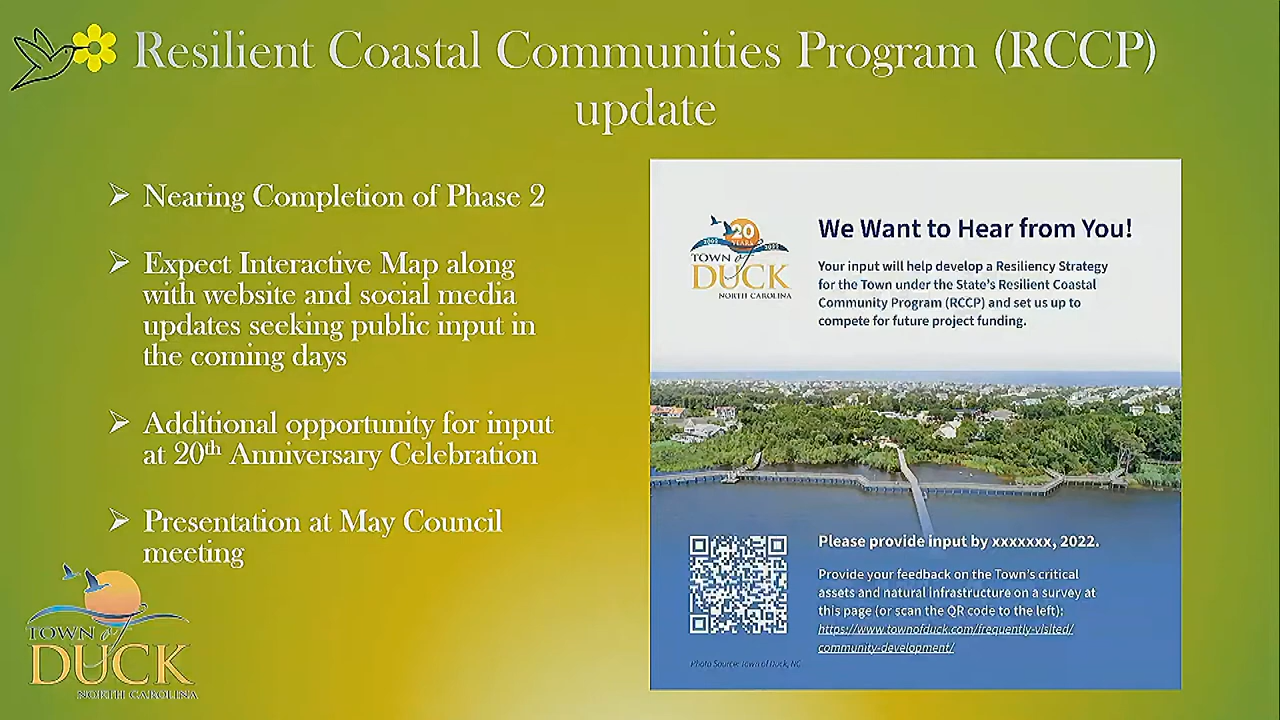 Resilient Coastal Communities Program (RCCP)
update
Nearing Completion of Phase 2
Expect Interactive Map along
with website and social media
updates seeking public input in
the coming days
Additional opportunity for input
at 20th Anniversary Celebration
Presentation at May Council
meeting
TOWN of
DUCK
NORTH CAROLINA
20
YEARS
2002 2022
TOWN of
DUCK
NORTH CAROLINA
We Want to Hear from You!
Your input will help develop a Resiliency Strategy
for the Town under the State's Resilient Coastal
Community Program (RCCP) and set us up to
compete for future project funding.
Please provide input by xxxxxxx, 2022.
Provide your feedback on the Town's critical
assets and natural infrastructure on a survey at
this page (or scan the QR code to the left):
https://www.townofduck.com/frequently-visited/
community-development/
Photo Source: Town of Duck, NC